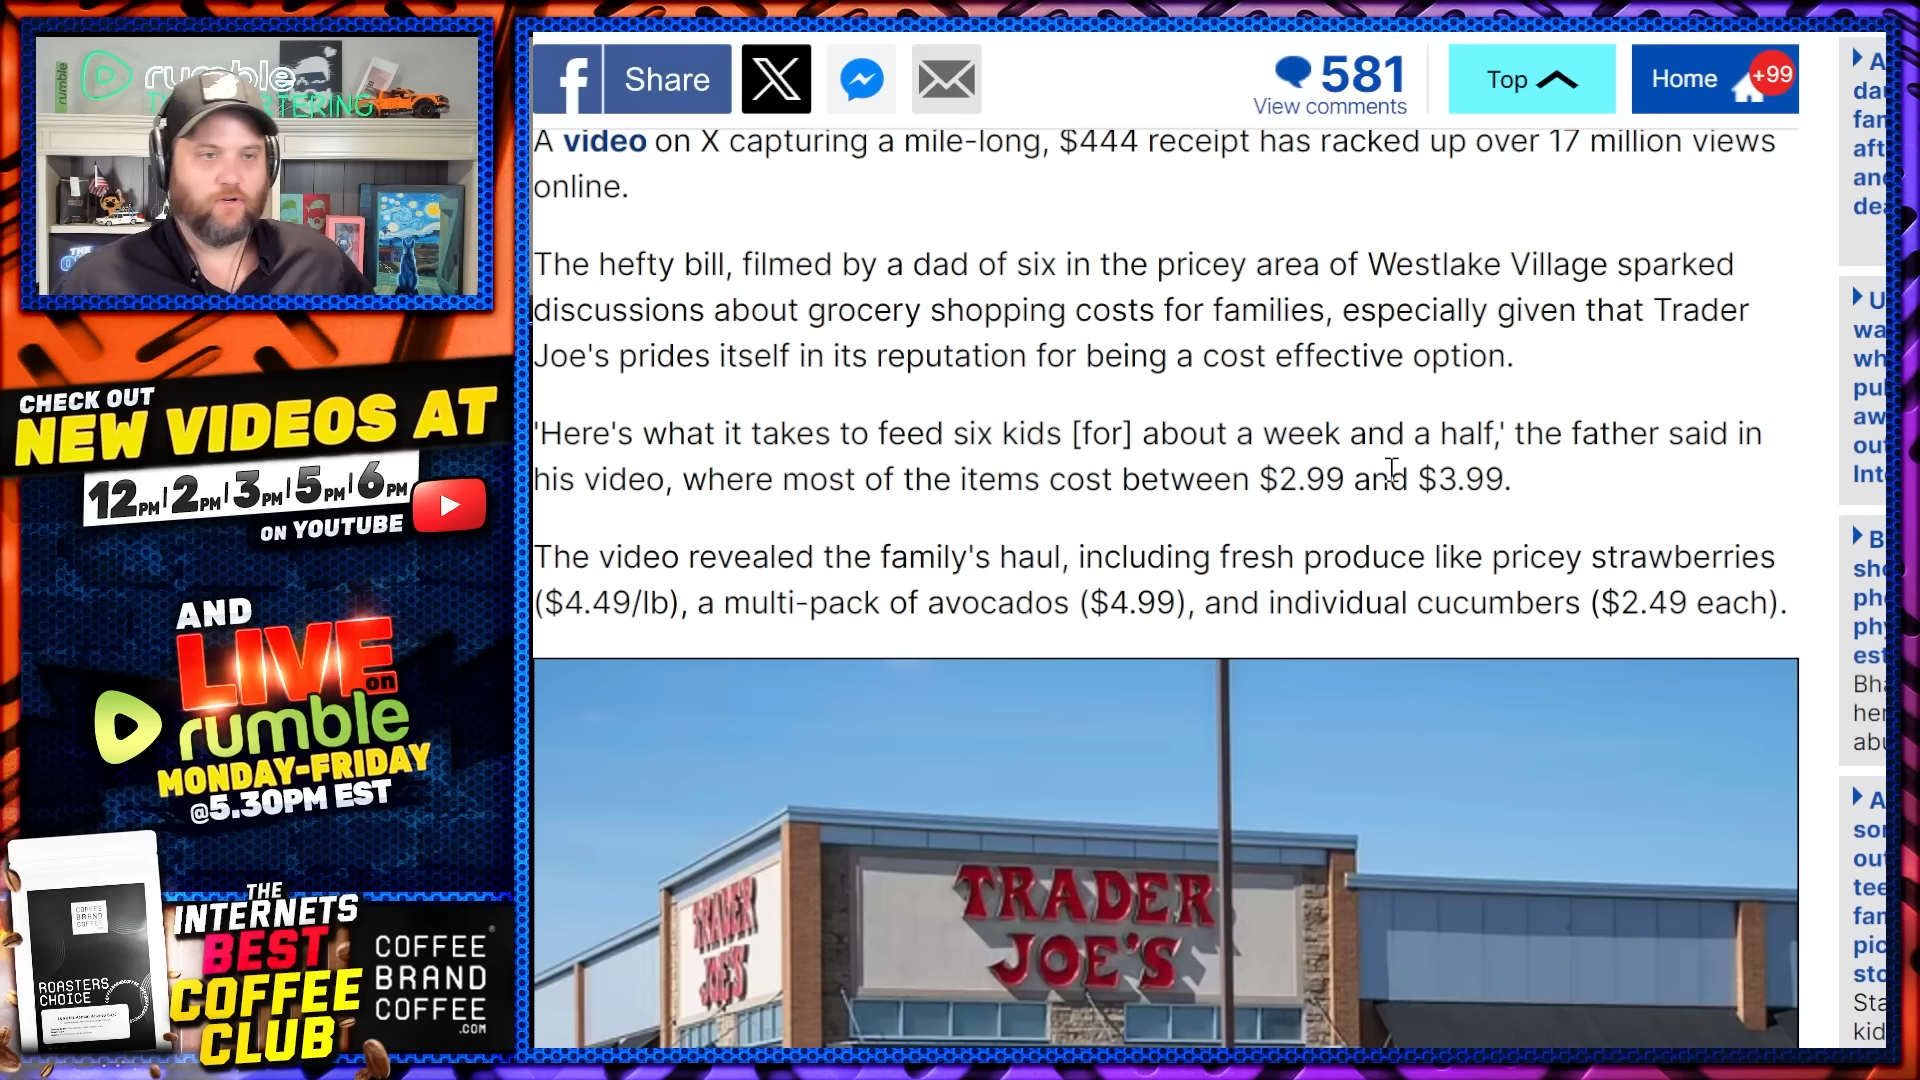 rumble
rumble
CHECK OUT
NEW VIDEOS AT
12PM | 2PM | 3PM | 5PM | 6PM
ON YOUTUBE
AND
LIVE
on
rumble
MONDAY-FRIDAY
@5.30PM EST
THE
INTERNETS
BEST
COFFEE
CLUB
COFFEE
BRAND
COFFEE
.COM
COFFEE
BRAND
COFFEE
ROASTERS
CHOICE
Share
581
View comments
Top
Home
+99
A video on X capturing a mile-long, $444 receipt has racked up over 17 million views
online.
The hefty bill, filmed by a dad of six in the pricey area of Westlake Village sparked
discussions about grocery shopping costs for families, especially given that Trader
Joe's prides itself in its reputation for being a cost effective option.
'Here's what it takes to feed six kids [for] about a week and a half,' the father said in
his video, where most of the items cost between $2.99 and $3.99.
The video revealed the family's haul, including fresh produce like pricey strawberries
($4.49/lb), a multi-pack of avocados ($4.99), and individual cucumbers ($2.49 each).
TRADER
JOE'S
TRADER
JOE'S